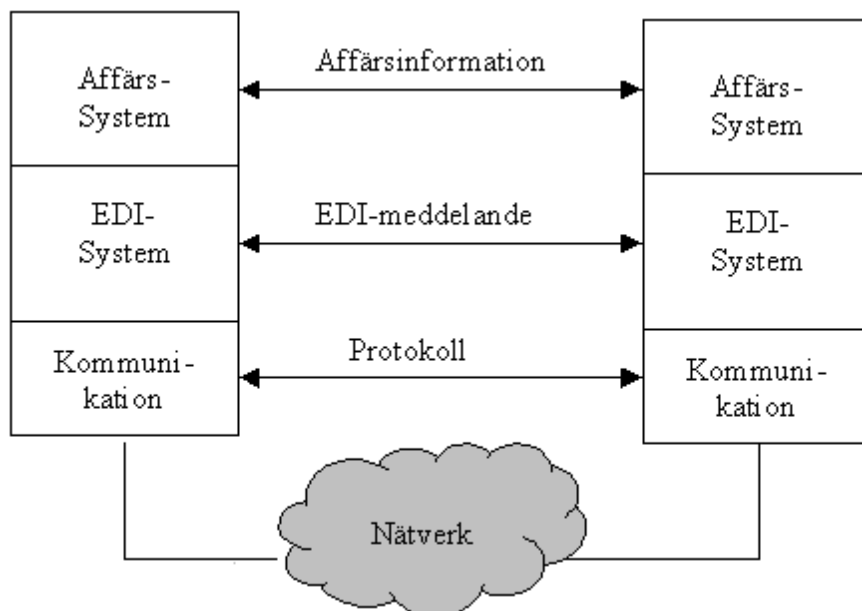 Affärs-
System
Affärsinformation
Affärs-
System
EDI-
System
EDI-meddelande
EDI-
System
Kommuni-
kation
Protokoll
Kommuni-
kation
Nätverk